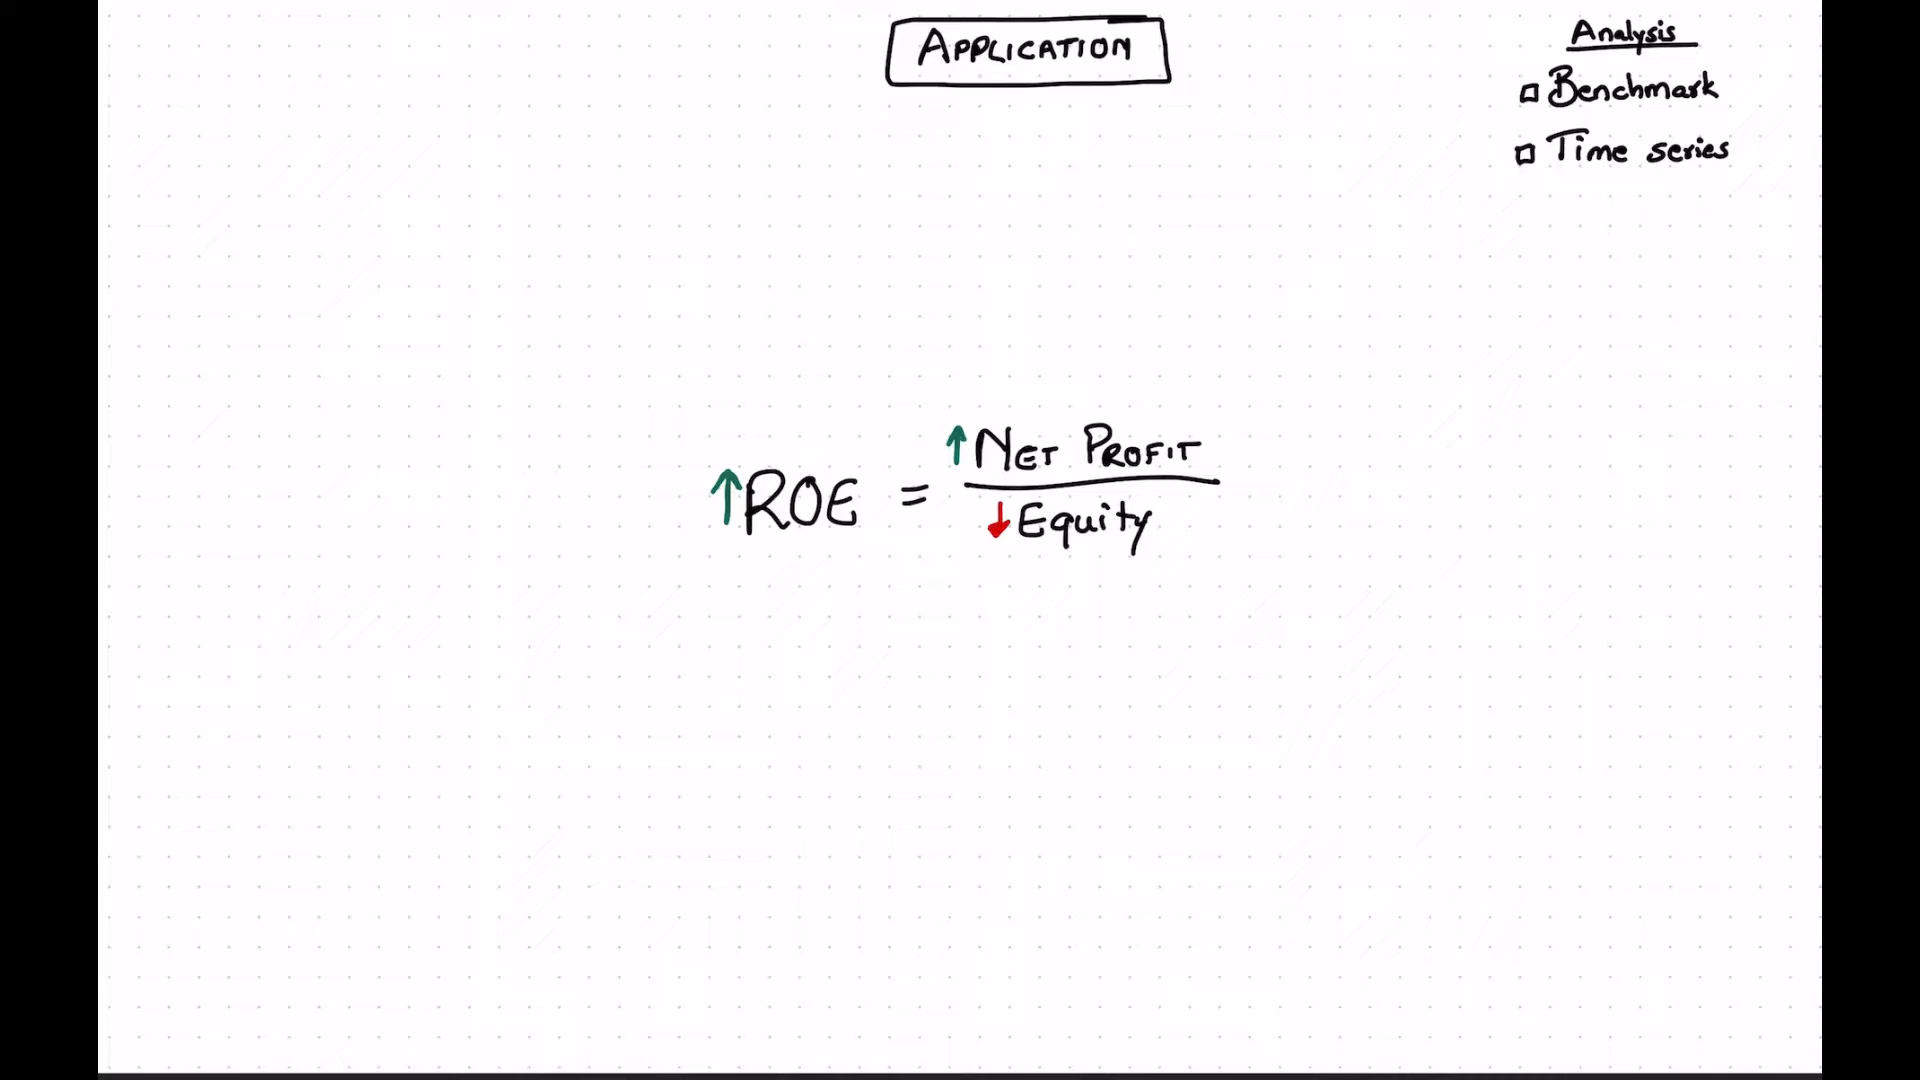 APPLICATION
Analysis
Benchmark
Time series
↑ROE = ↑NET PROFIT
↓Equity